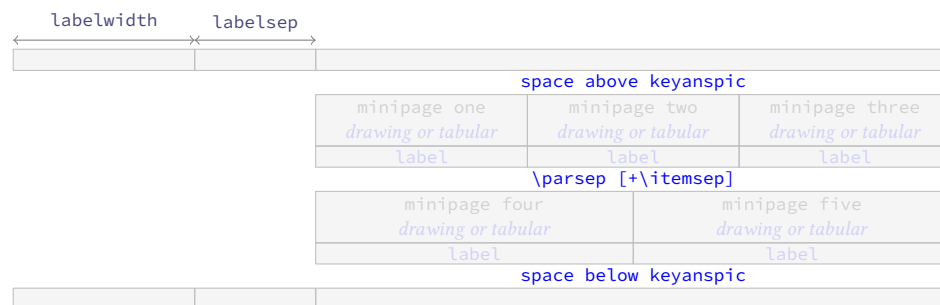 labelwidth labelsep
space above keyanspic
minipage one minipage two minipage three
drawing or tabular drawing or tabular drawing or tabular
label label label
\parsep [+\itemsep]
minipage four minipage five
drawing or tabular drawing or tabular
label label
space below keyanspic